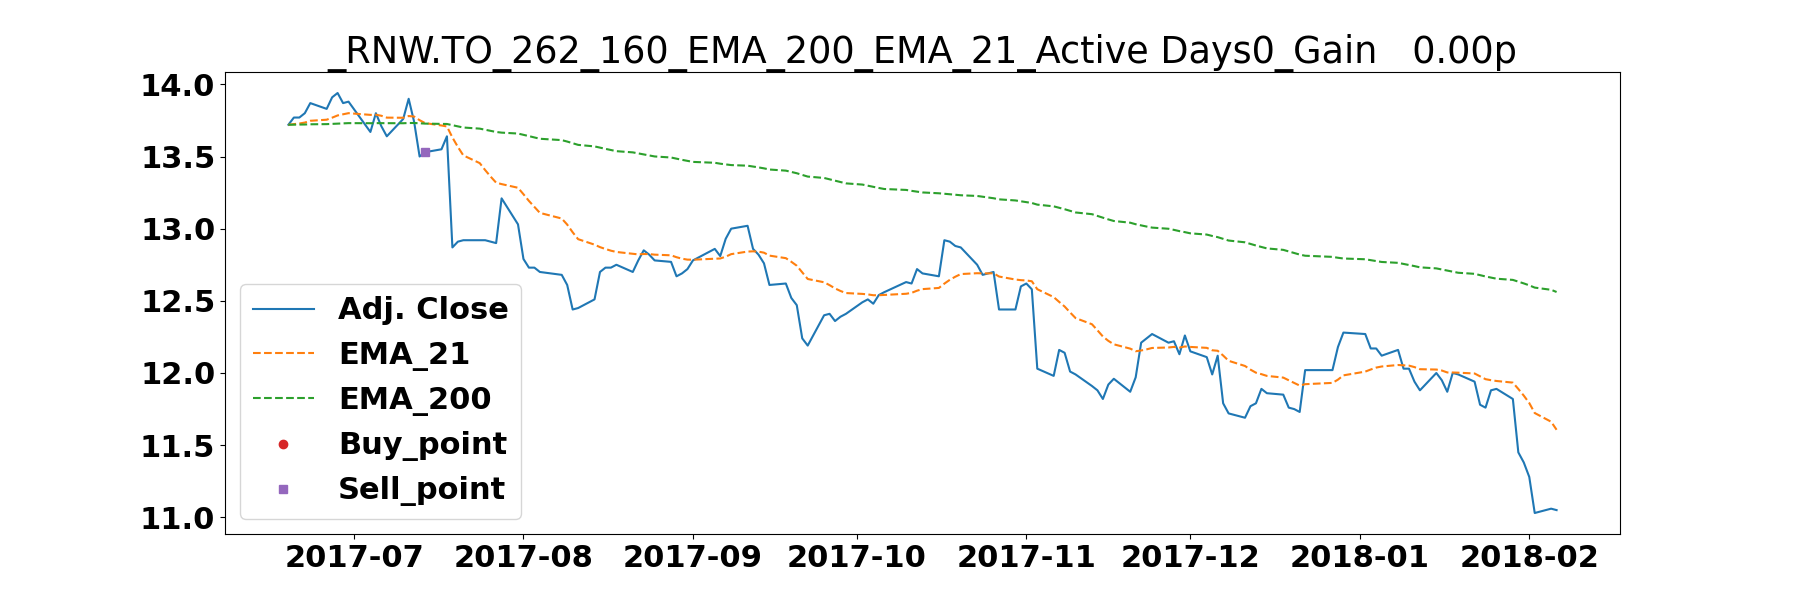 _RNW.TO_262_160_EMA_200_EMA_21_Active Days0_Gain   0.00p
14.0
13.5
13.0
12.5
12.0
11.5
11.0
Adj. Close
EMA_21
EMA_200
Buy_point
Sell_point
2017-07 2017-08 2017-09 2017-10 2017-11 2017-12 2018-01 2018-02